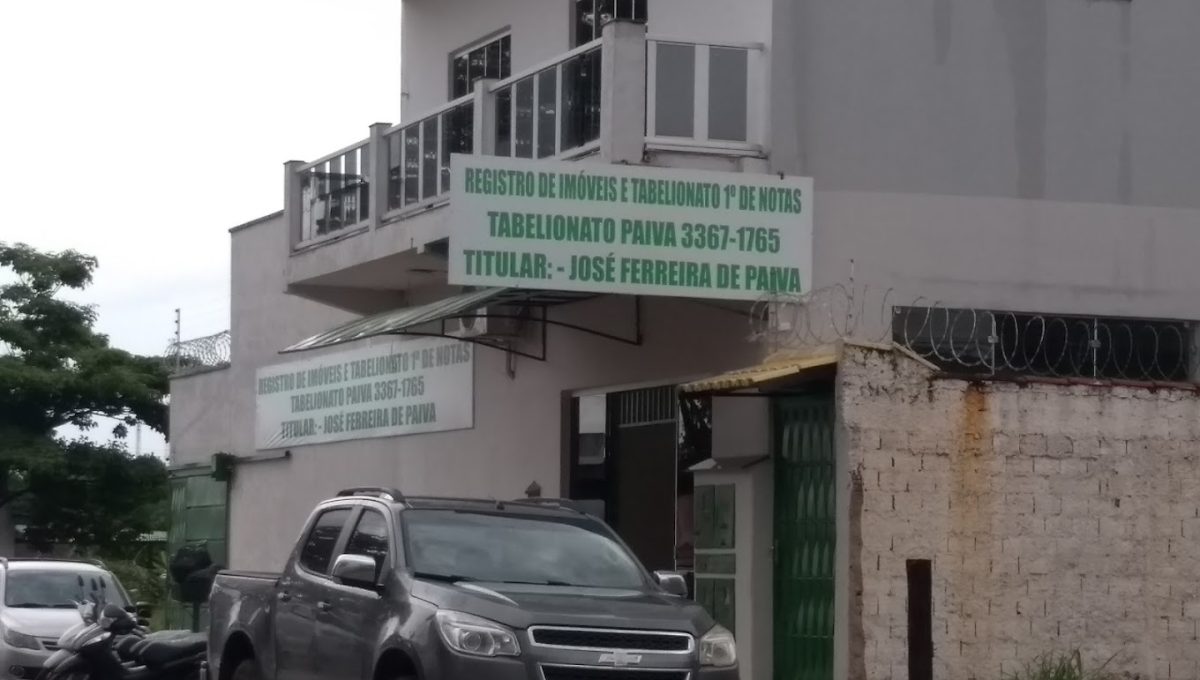 REGISTRO DE IMÓVEIS E TABELIONATO 1º DE NOTAS
TABELIONATO PAIVA 3367-1765
TITULAR: - JOSÉ FERREIRA DE PAIVA
REGISTRO DE IMÓVEIS E TABELIONATO 1º DE NOTAS
TABELIONATO PAIVA 3367-1765
TITULAR: - JOSÉ FERREIRA DE PAIVA